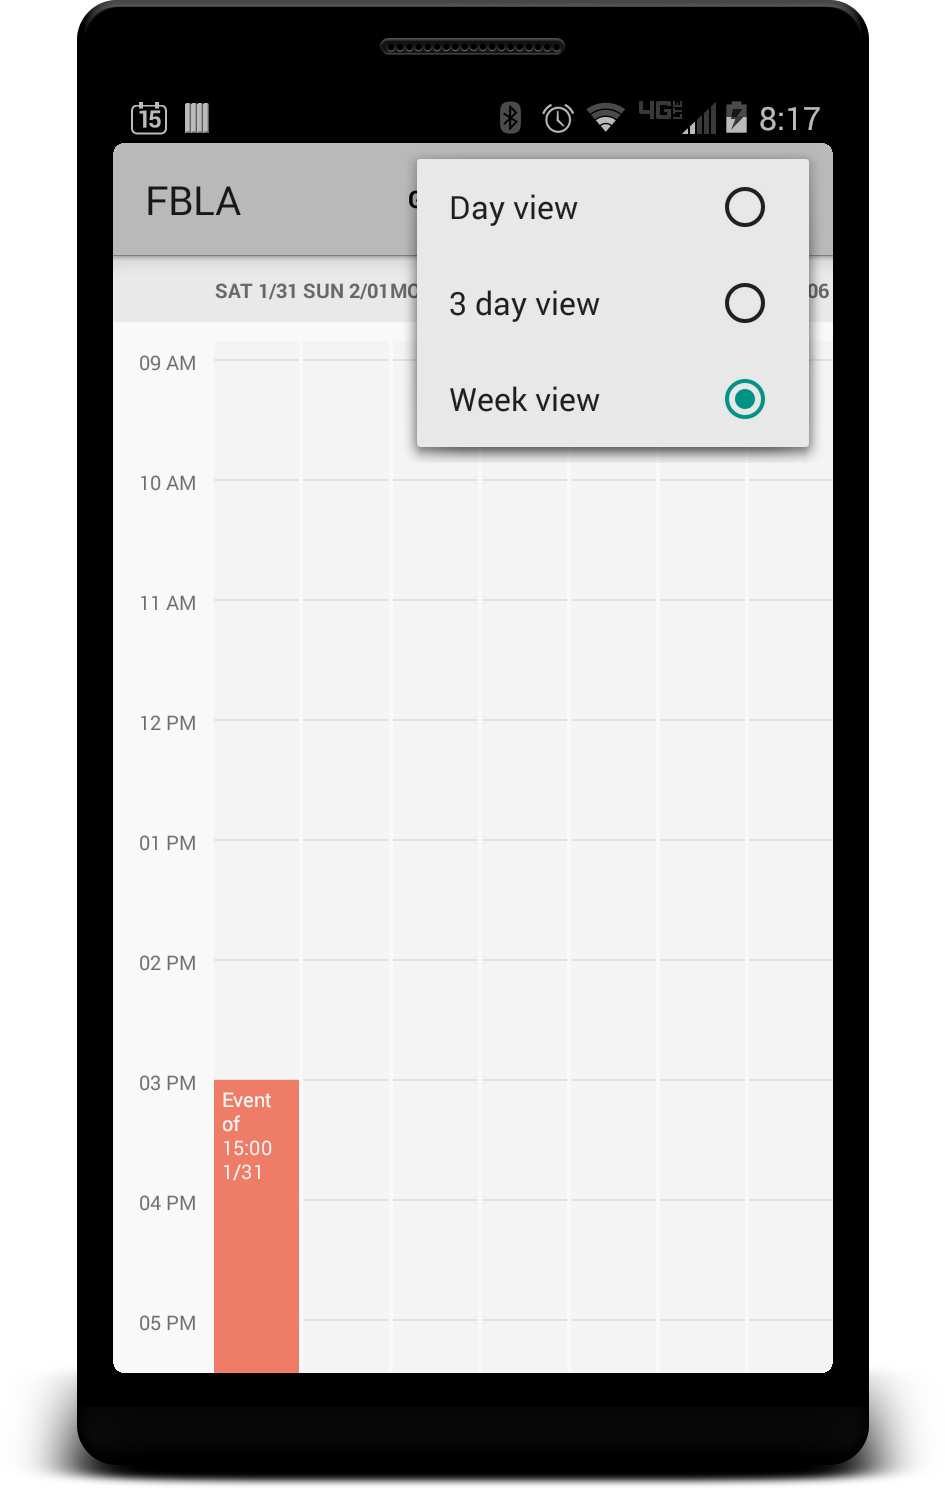 15 4G LTE 8:17
FBLA
Day view
3 day view
Week view
SAT 1/31 SUN 2/01 06
09 AM
10 AM
11 AM
12 PM
01 PM
02 PM
03 PM
Event
of
15:00
1/31
04 PM
05 PM